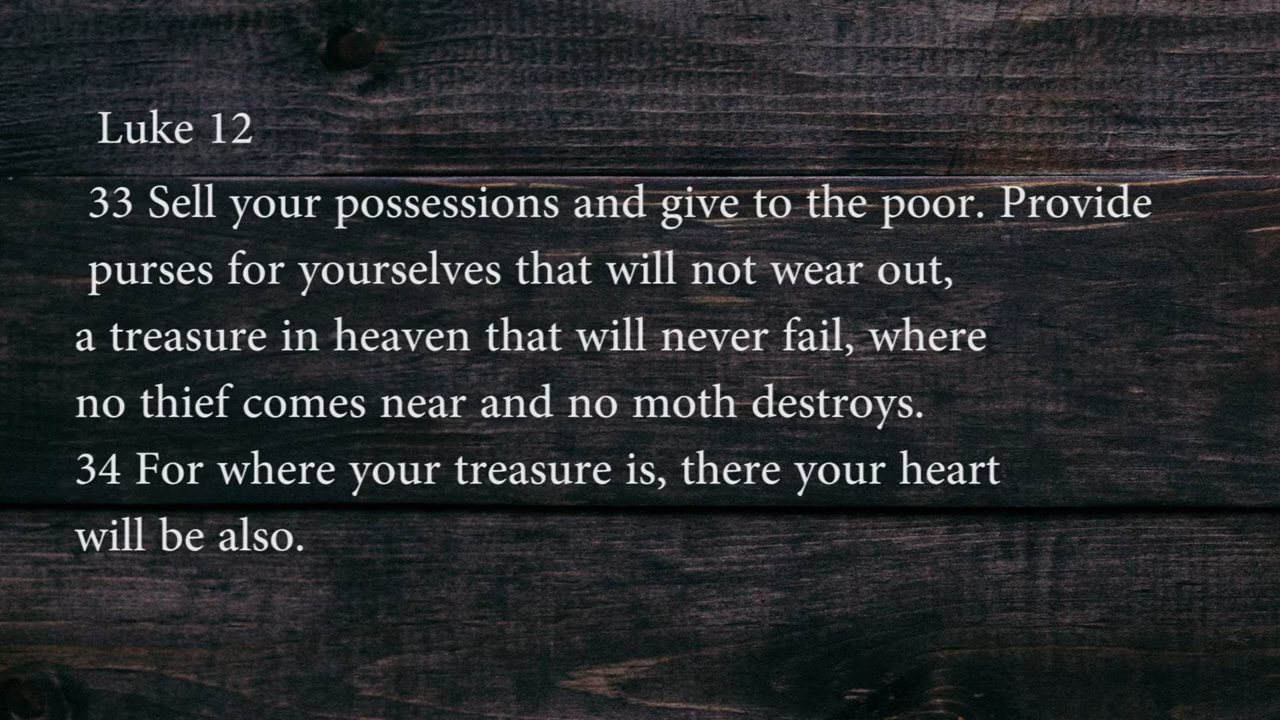 Luke 12
33 Sell your possessions and give to the poor. Provide
purses for yourselves that will not wear out,
a treasure in heaven that will never fail, where
no thief comes near and no moth destroys.
34 For where your treasure is, there your heart
will be also.